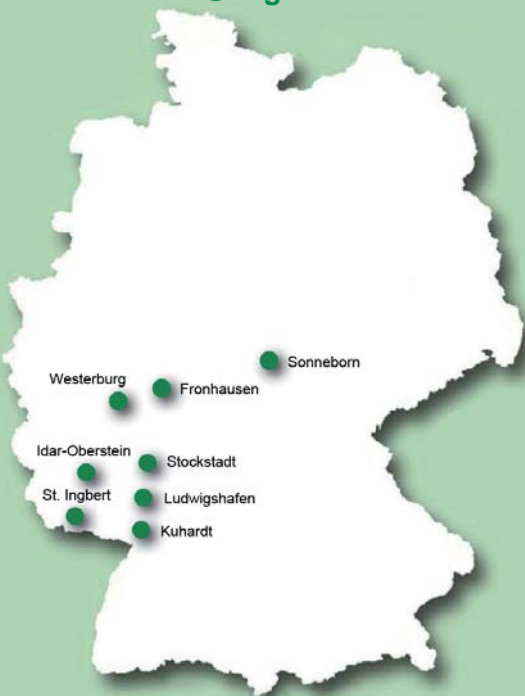 Sonneborn
Westerburg
Fronhausen
Idar-Oberstein
Stockstadt
St. Ingbert
Ludwigshafen
Kuhardt